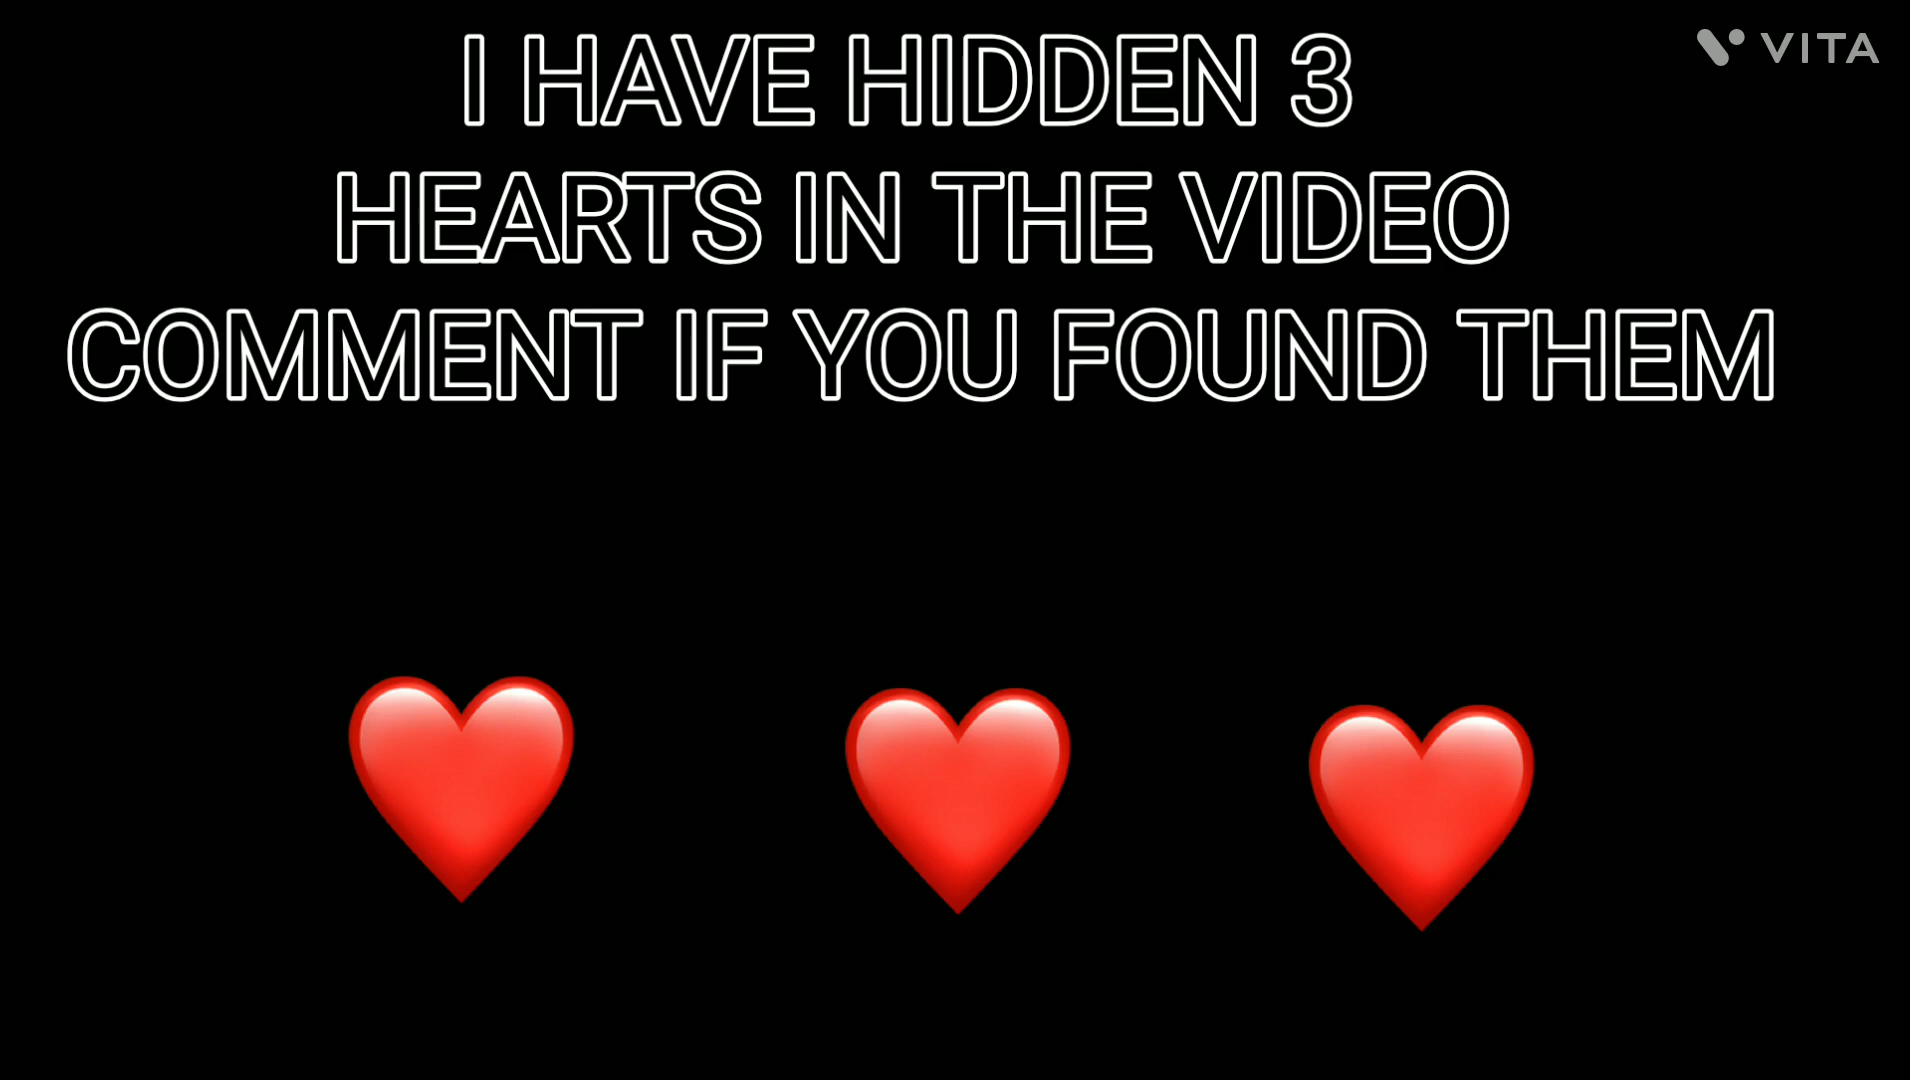 I HAVE HIDDEN 3
HEARTS IN THE VIDEO
COMMENT IF YOU FOUND THEM
VITA